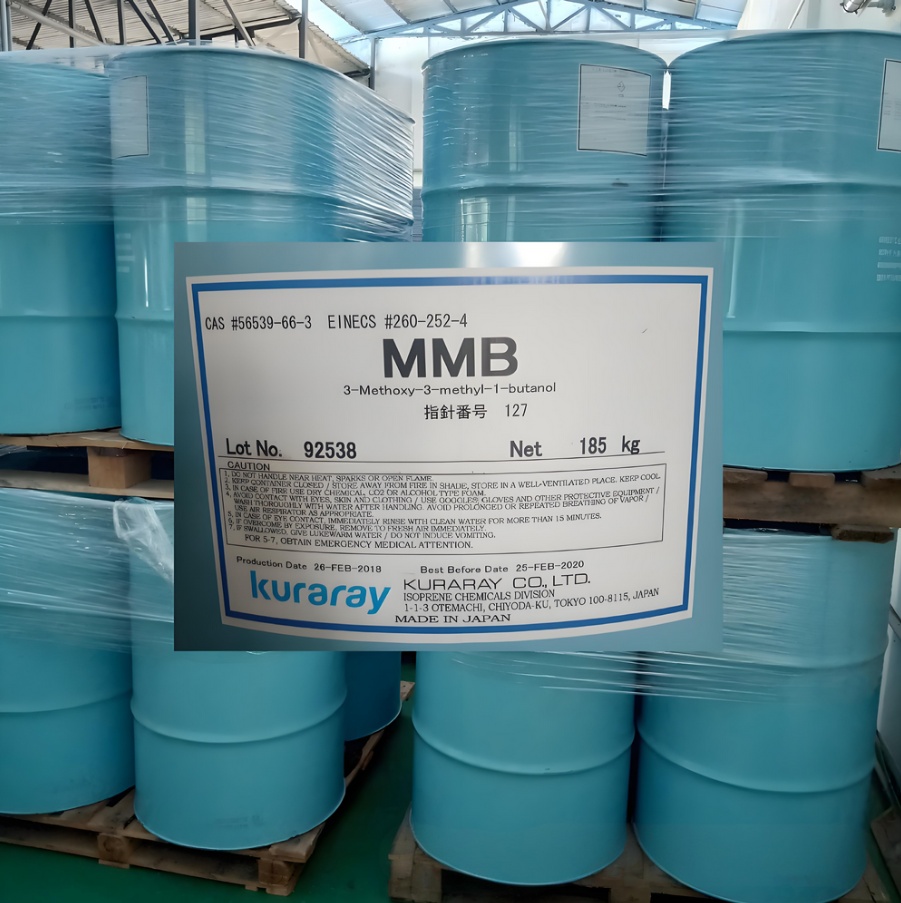 CAS #56539-66-3 EINECS #260-252-4
MMB
3-Methoxy-3-methyl-1-butanol
指針番号 127
Lot No. 92538 Net 185 kg
CAUTION
1. DO NOT HANDLE NEAR HEAT, SPARKS OR OPEN FLAME.
2. KEEP CONTAINER CLOSED / STORE AWAY FROM FIRE IN SHADE, STORE IN A WELL-VENTILATED PLACE. KEEP COOL
3. IN CASE OF FIRE USE DRY CHEMICAL, CO2 OR ALCOHOL TYPE FOAM.
4. AVOID CONTACT WITH EYES, SKIN AND CLOTHING / USE GOGGLES, GLOVES AND OTHER PROTECTIVE EQUIPMENT /
WASH THOROUGHLY WITH WATER AFTER HANDLING. AVOID PROLONGED OR REPEATED BREATHING OF VAPOR /
USE AIR RESPIRATOR AS APPROPRIATE.
5. IN CASE OF EYE CONTACT, IMMEDIATELY RINSE WITH CLEAN WATER FOR MORE THAN 15 MINUTES.
6. IF OVERCOME BY EXPOSURE, REMOVE TO FRESH AIR IMMEDIATELY.
7. IF SWALLOWED, GIVE LUKEWARM WATER / DO NOT INDUCE VOMITING.
FOR 5-7, OBTAIN EMERGENCY MEDICAL ATTENTION.
Production Date 26-FEB-2018 Best Before Date 25-FEB-2020
kuraray KURARAY CO., LTD.
ISOPRENE CHEMICALS DIVISION
1-1-3 OTEMACHI, CHIYODA-KU, TOKYO 100-8115, JAPAN
MADE IN JAPAN